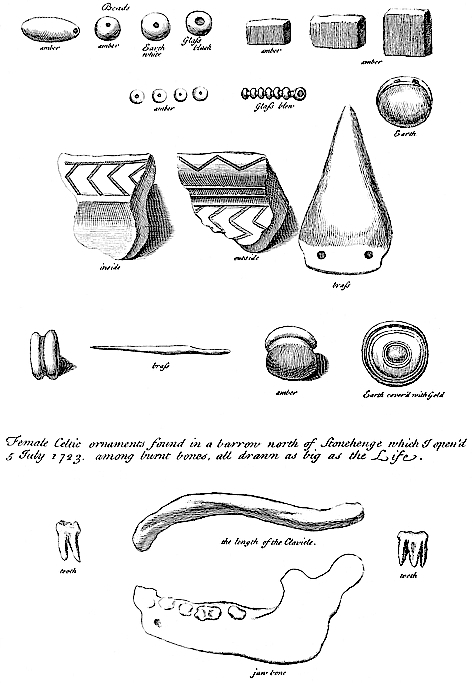 Beads
amber
amber
Earth
white
Glass
black
amber
amber
amber
Glass blew
Earth
inside
outside
brass
brass
amber
Earth cover'd with Gold
Female Celtic ornaments found in a barrow north of Stonehenge which I open'd
5 July 1723. among burnt bones, all drawn as big as the Life.
the length of the Clavicle.
tooth
teeth
jaw bone